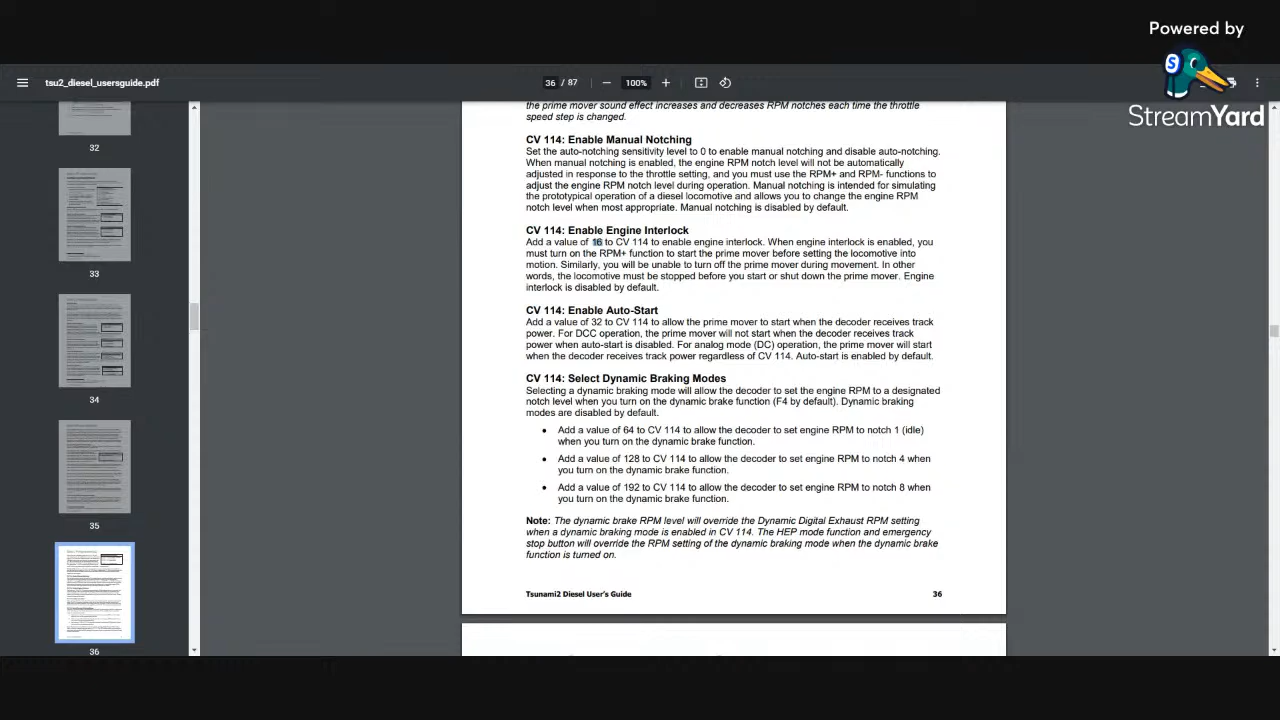 Powered by
S
StreamYard
tsu2_diesel_usersguide.pdf
36 / 87
100%
32
33
34
35
36
the prime mover sound effect increases and decreases RPM notches each time the throttle
speed step is changed.
CV 114: Enable Manual Notching
Set the auto-notching sensitivity level to 0 to enable manual notching and disable auto-notching.
When manual notching is enabled, the engine RPM notch level will not be automatically
adjusted in response to the throttle setting, and you must use the RPM+ and RPM- functions to
adjust the engine RPM notch level during operation. Manual notching is intended for simulating
the prototypical operation of a diesel locomotive and allows you to change the engine RPM
notch level when most appropriate. Manual notching is disabled by default.
CV 114: Enable Engine Interlock
Add a value of 16 to CV 114 to enable engine interlock. When engine interlock is enabled, you
must turn on the RPM+ function to start the prime mover before setting the locomotive into
motion. Similarly, you will be unable to turn off the prime mover during movement. In other
words, the locomotive must be stopped before you start or shut down the prime mover. Engine
interlock is disabled by default.
CV 114: Enable Auto-Start
Add a value of 32 to CV 114 to allow the prime mover to start when the decoder receives track
power. For DCC operation, the prime mover will not start when the decoder receives track
power when auto-start is disabled. For analog mode (DC) operation, the prime mover will start
when the decoder receives track power regardless of CV 114. Auto-start is enabled by default.
CV 114: Select Dynamic Braking Modes
Selecting a dynamic braking mode will allow the decoder to set the engine RPM to a designated
notch level when you turn on the dynamic brake function (F4 by default). Dynamic braking
modes are disabled by default.
• Add a value of 64 to CV 114 to allow the decoder to set engine RPM to notch 1 (idle)
when you turn on the dynamic brake function.
• Add a value of 128 to CV 114 to allow the decoder to set engine RPM to notch 4 when
you turn on the dynamic brake function.
• Add a value of 192 to CV 114 to allow the decoder to set engine RPM to notch 8 when
you turn on the dynamic brake function.
Note: The dynamic brake RPM level will override the Dynamic Digital Exhaust RPM setting
when a dynamic braking mode is enabled in CV 114. The HEP mode function and emergency
stop button will override the RPM setting of the dynamic braking mode when the dynamic brake
function is turned on.
Tsunami2 Diesel User's Guide 36